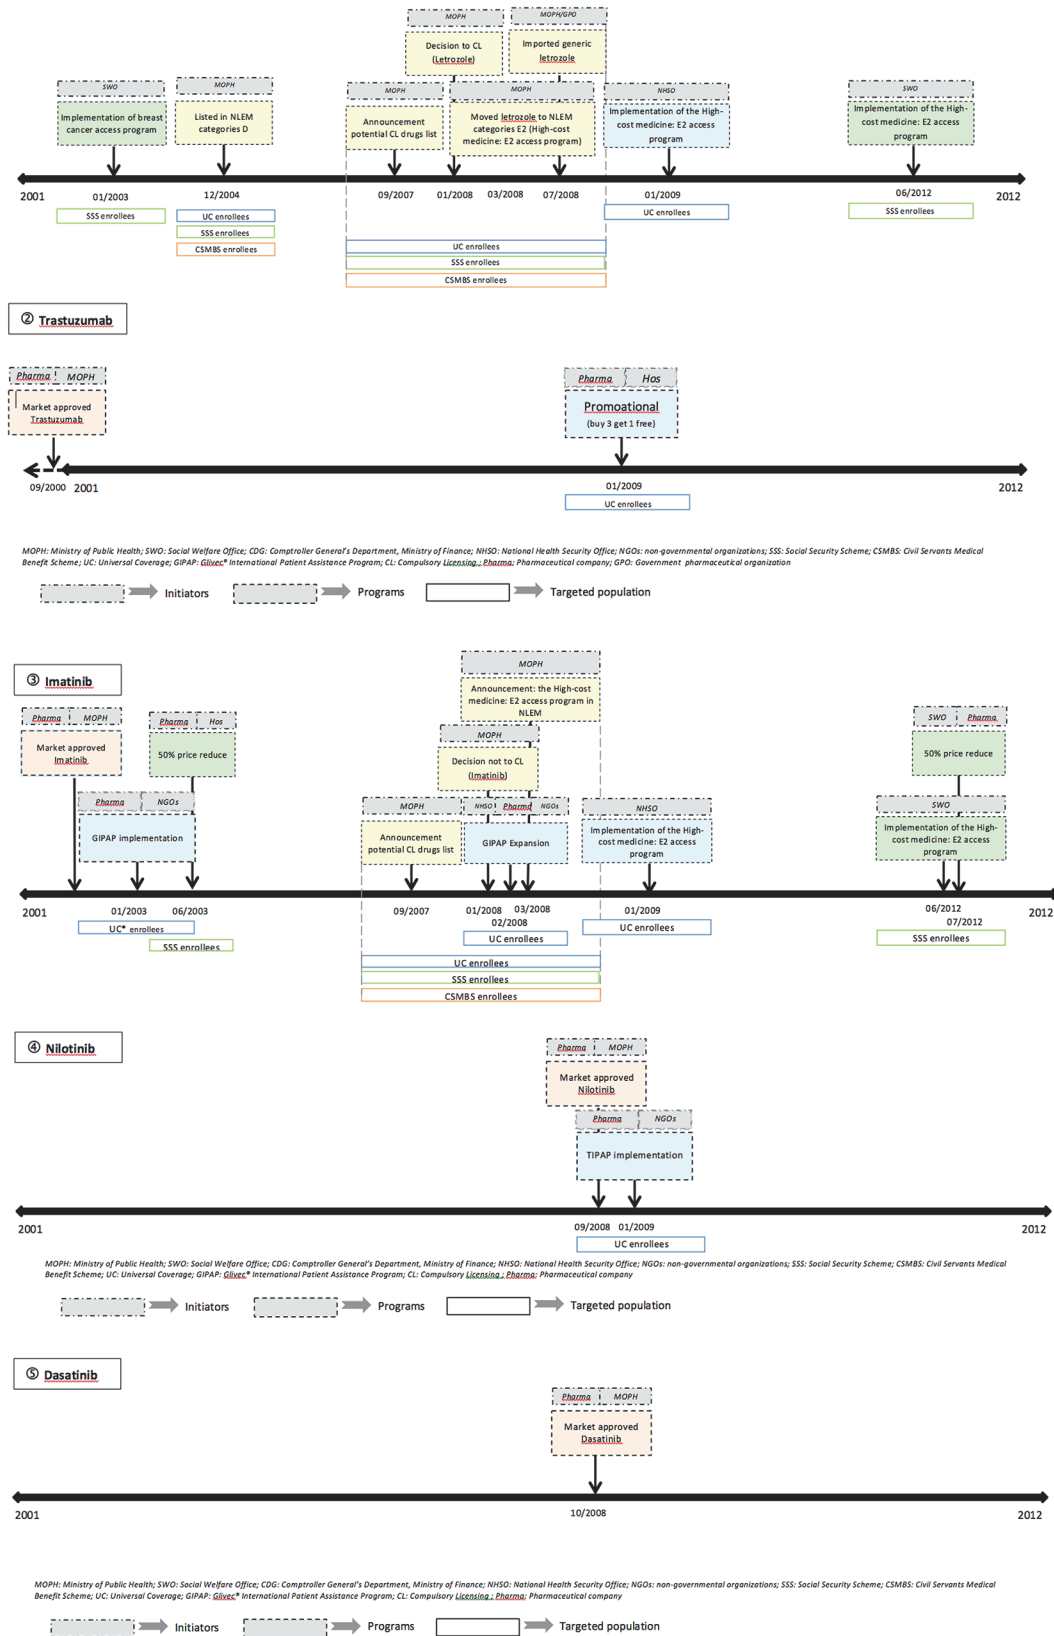 MOPH
MOPH/GPO
Decision to CL
(Letrozole)
Imported generic
letrozole
SWO
MOPH
MOPH
MOPH
NHSO
SWO
Implementation of breast
cancer access program
Listed in NLEM
categories D
Announcement
potential CL drugs list
Moved letrozole to NLEM
categories E2 (High-cost
medicine: E2 access program)
Implementation of the High-
cost medicine: E2 access
program
Implementation of the High-
cost medicine: E2 access
program
2001
01/2003
12/2004
09/2007
01/2008
03/2008
07/2008
01/2009
06/2012
2012
SSS enrollees
UC enrollees
SSS enrollees
CSMBS enrollees
UC enrollees
SSS enrollees
CSMBS enrollees
UC enrollees
SSS enrollees
② Trastuzumab
Pharma
MOPH
Market approved
Trastuzumab
Pharma
Hos
Promoational
(buy 3 get 1 free)
09/2000
2001
01/2009
2012
UC enrollees
MOPH: Ministry of Public Health; SWO: Social Welfare Office; CDG: Comptroller General's Department, Ministry of Finance; NHSO: National Health Security Office; NGOs: non-governmental organizations; SSS: Social Security Scheme; CSMBS: Civil Servants Medical
Benefit Scheme; UC: Universal Coverage; GIPAP: Glivec® International Patient Assistance Program; CL: Compulsory Licensing ; Pharma: Pharmaceutical company; GPO: Government pharmaceutical organization
Initiators
Programs
Targeted population
③ Imatinib
MOPH
Announcement: the High-cost
medicine: E2 access program in
NLEM
Pharma
MOPH
Pharma
Hos
SWO
Pharma
Market approved
Imatinib
50% price reduce
MOPH
Decision not to CL
(Imatinib)
50% price reduce
Pharma
NGOs
MOPH
NHSO
Pharma
NGOs
NHSO
SWO
GIPAP implementation
Announcement
potential CL drugs list
GIPAP Expansion
Implementation of the High-
cost medicine: E2 access
program
Implementation of the High-
cost medicine: E2 access
program
2001
01/2003
06/2003
09/2007
01/2008
03/2008
02/2008
01/2009
06/2012
07/2012
2012
UC* enrollees
SSS enrollees
UC enrollees
UC enrollees
SSS enrollees
UC enrollees
SSS enrollees
CSMBS enrollees
④ Nilotinib
Pharma
MOPH
Market approved
Nilotinib
Pharma
NGOs
TIPAP implementation
2001
09/2008
01/2009
2012
UC enrollees
MOPH: Ministry of Public Health; SWO: Social Welfare Office; CDG: Comptroller General's Department, Ministry of Finance; NHSO: National Health Security Office; NGOs: non-governmental organizations; SSS: Social Security Scheme; CSMBS: Civil Servants Medical
Benefit Scheme; UC: Universal Coverage; GIPAP: Glivec® International Patient Assistance Program; CL: Compulsory Licensing ; Pharma: Pharmaceutical company
Initiators
Programs
Targeted population
⑤ Dasatinib
Pharma
MOPH
Market approved
Dasatinib
2001
10/2008
2012
MOPH: Ministry of Public Health; SWO: Social Welfare Office; CDG: Comptroller General's Department, Ministry of Finance; NHSO: National Health Security Office; NGOs: non-governmental organizations; SSS: Social Security Scheme; CSMBS: Civil Servants Medical
Benefit Scheme; UC: Universal Coverage; GIPAP: Glivec® International Patient Assistance Program; CL: Compulsory Licensing ; Pharma: Pharmaceutical company
Initiators
Programs
Targeted population